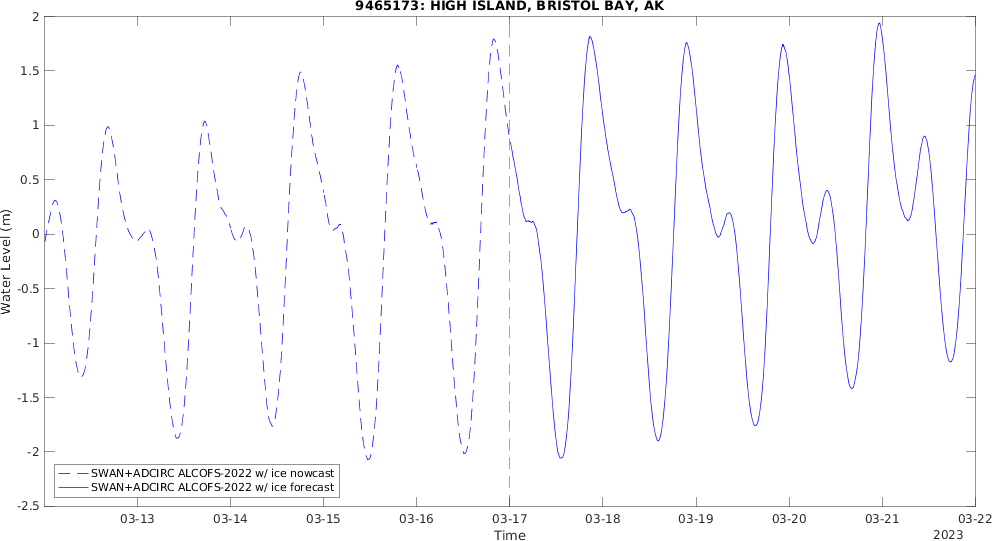 9465173: HIGH ISLAND, BRISTOL BAY, AK
2
1.5
1
0.5
0
-0.5
-1
-1.5
-2
-2.5
Water Level (m)
SWAN+ADCIRC ALCOFS-2022 w/ ice nowcast
SWAN+ADCIRC ALCOFS-2022 w/ ice forecast
03-13 03-14 03-15 03-16 03-17 03-18 03-19 03-20 03-21 03-22
Time
2023